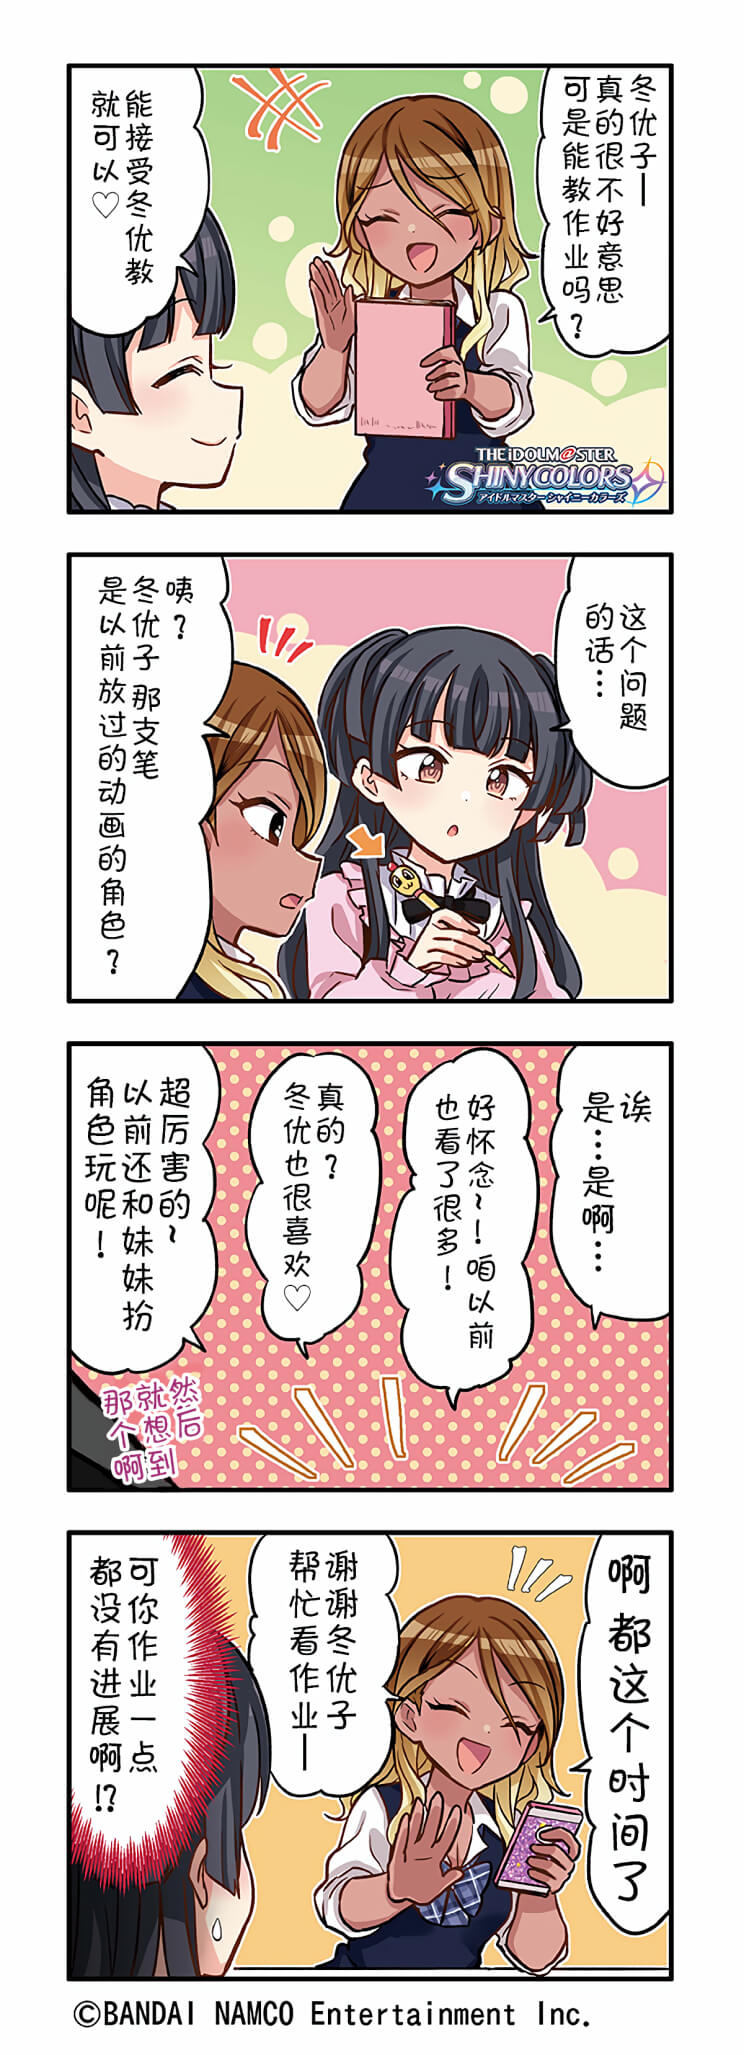 冬优子ー
真的很不好意思
可是能教作业吗？
能接受冬优教
就可以♡
THE iDOLM@STER
SHINYCOLORS
アイドルマスターシャイニーカラーズ
这个问题
的话…
咦？
冬优子 那支笔
是以前放过的动画的角色？
诶
是…是啊…
好怀念~！咱以前
也看了很多！
真的？
冬优也很喜欢♡
超厉害的~
以前还和妹妹扮
角色玩呢！
然后
就想到
那个啊
啊 都这个时间了
谢谢冬优子
帮忙看作业ー
可你作业一点
都没有进展啊!?
©BANDAI NAMCO Entertainment Inc.